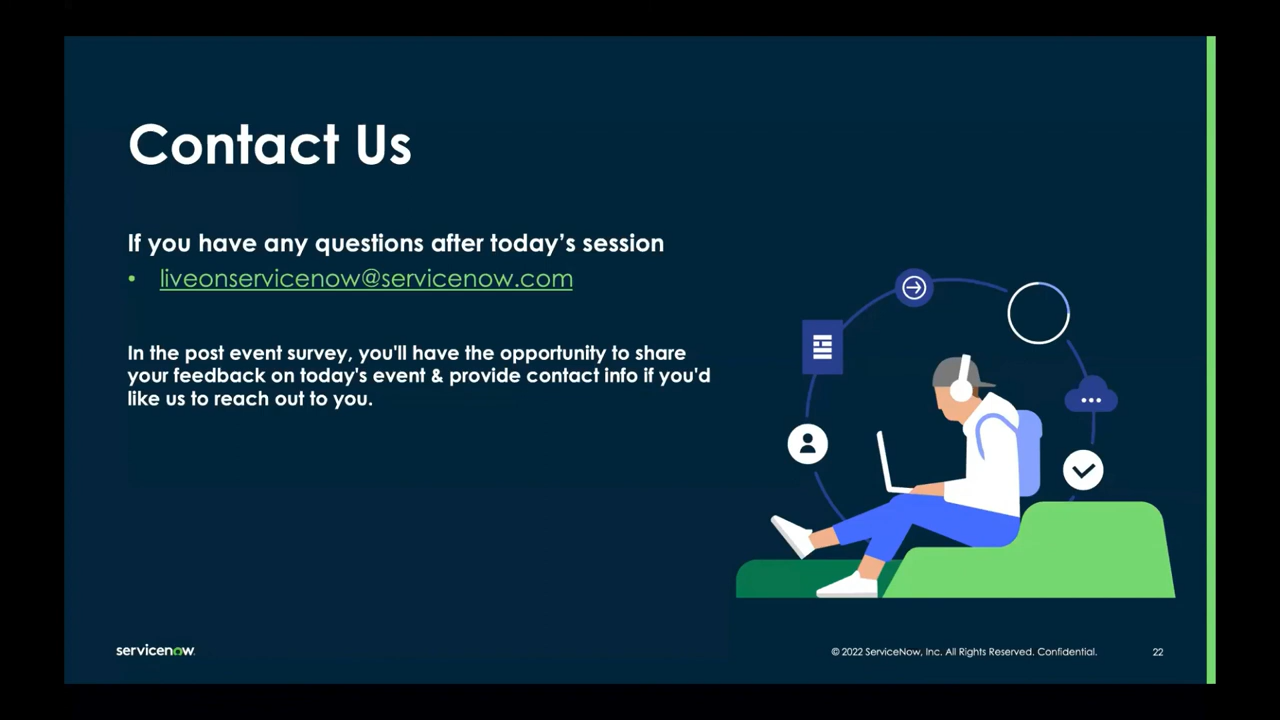 Contact Us
If you have any questions after today's session
• liveonservicenow@servicenow.com
In the post event survey, you'll have the opportunity to share
your feedback on today's event & provide contact info if you'd
like us to reach out to you.
servicenow
© 2022 ServiceNow, Inc. All Rights Reserved. Confidential.
22